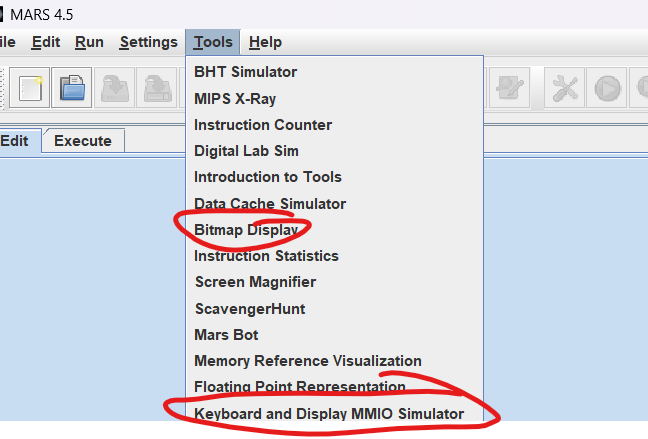 MARS 4.5
ile Edit Run Settings Tools Help
BHT Simulator
MIPS X-Ray
Instruction Counter
Digital Lab Sim
Introduction to Tools
Data Cache Simulator
Bitmap Display
Instruction Statistics
Screen Magnifier
ScavengerHunt
Mars Bot
Memory Reference Visualization
Floating Point Representation
Keyboard and Display MMIO Simulator
Edit Execute